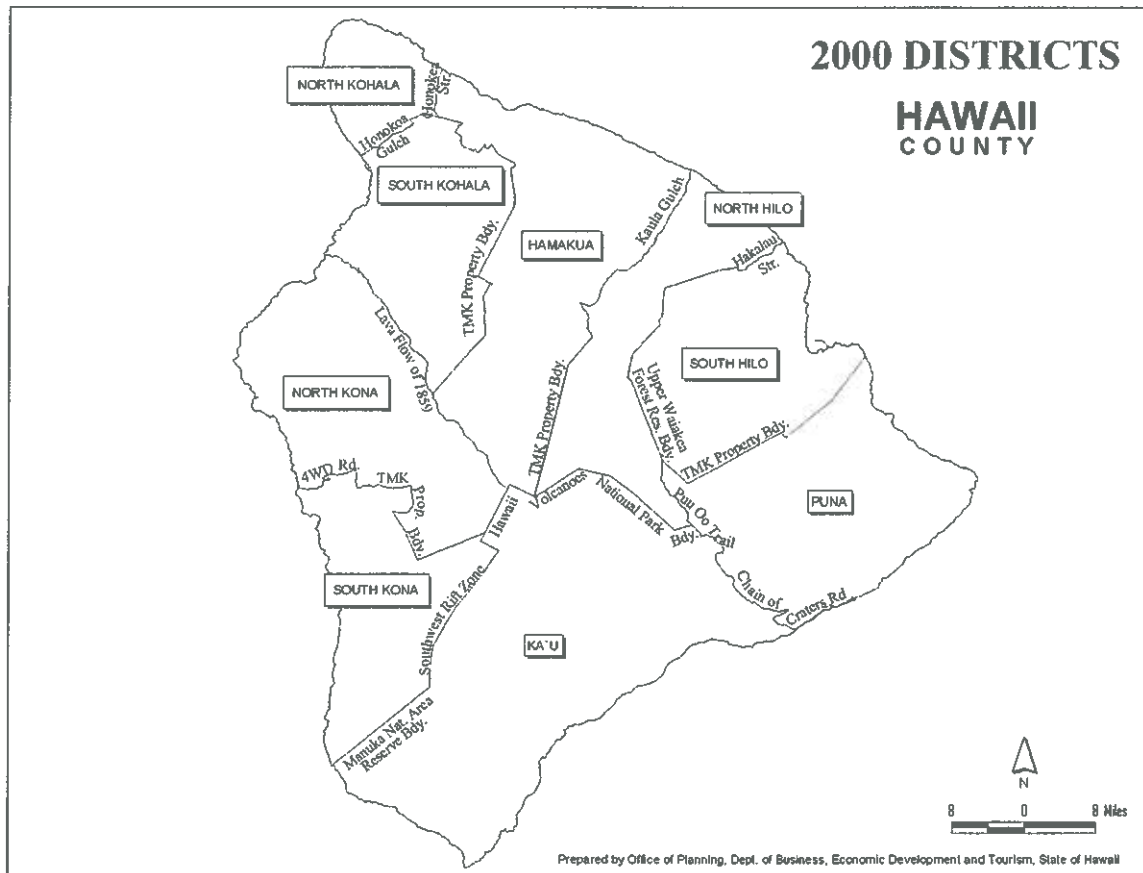 2000 DISTRICTS
HAWAII
COUNTY
NORTH KOHALA
Honokea
Str.
Honokoa
Gulch
SOUTH KOHALA
NORTH HILO
Kaula Gulch
HAMAKUA
TMK Property Bdy.
Hakalau
Str.
Lava Flow of 1859
SOUTH HILO
NORTH KONA
TMK Property Bdy.
Upper Waiakea
Forest Res. Bdy.
TMK Property Bdy.
4WD Rd.
TMK
Prop.
Bdy.
Hawaii
Volcanoes
National Park
Bdy.
Puu Oo Trail
PUNA
SOUTH KONA
Southwest Rift Zone
Chain of
Craters Rd
KA`U
Manuka Nat. Area
Reserve Bdy.
N
8 0 8 Miles
Prepared by Office of Planning, Dept. of Business, Economic Development and Tourism, State of Hawaii